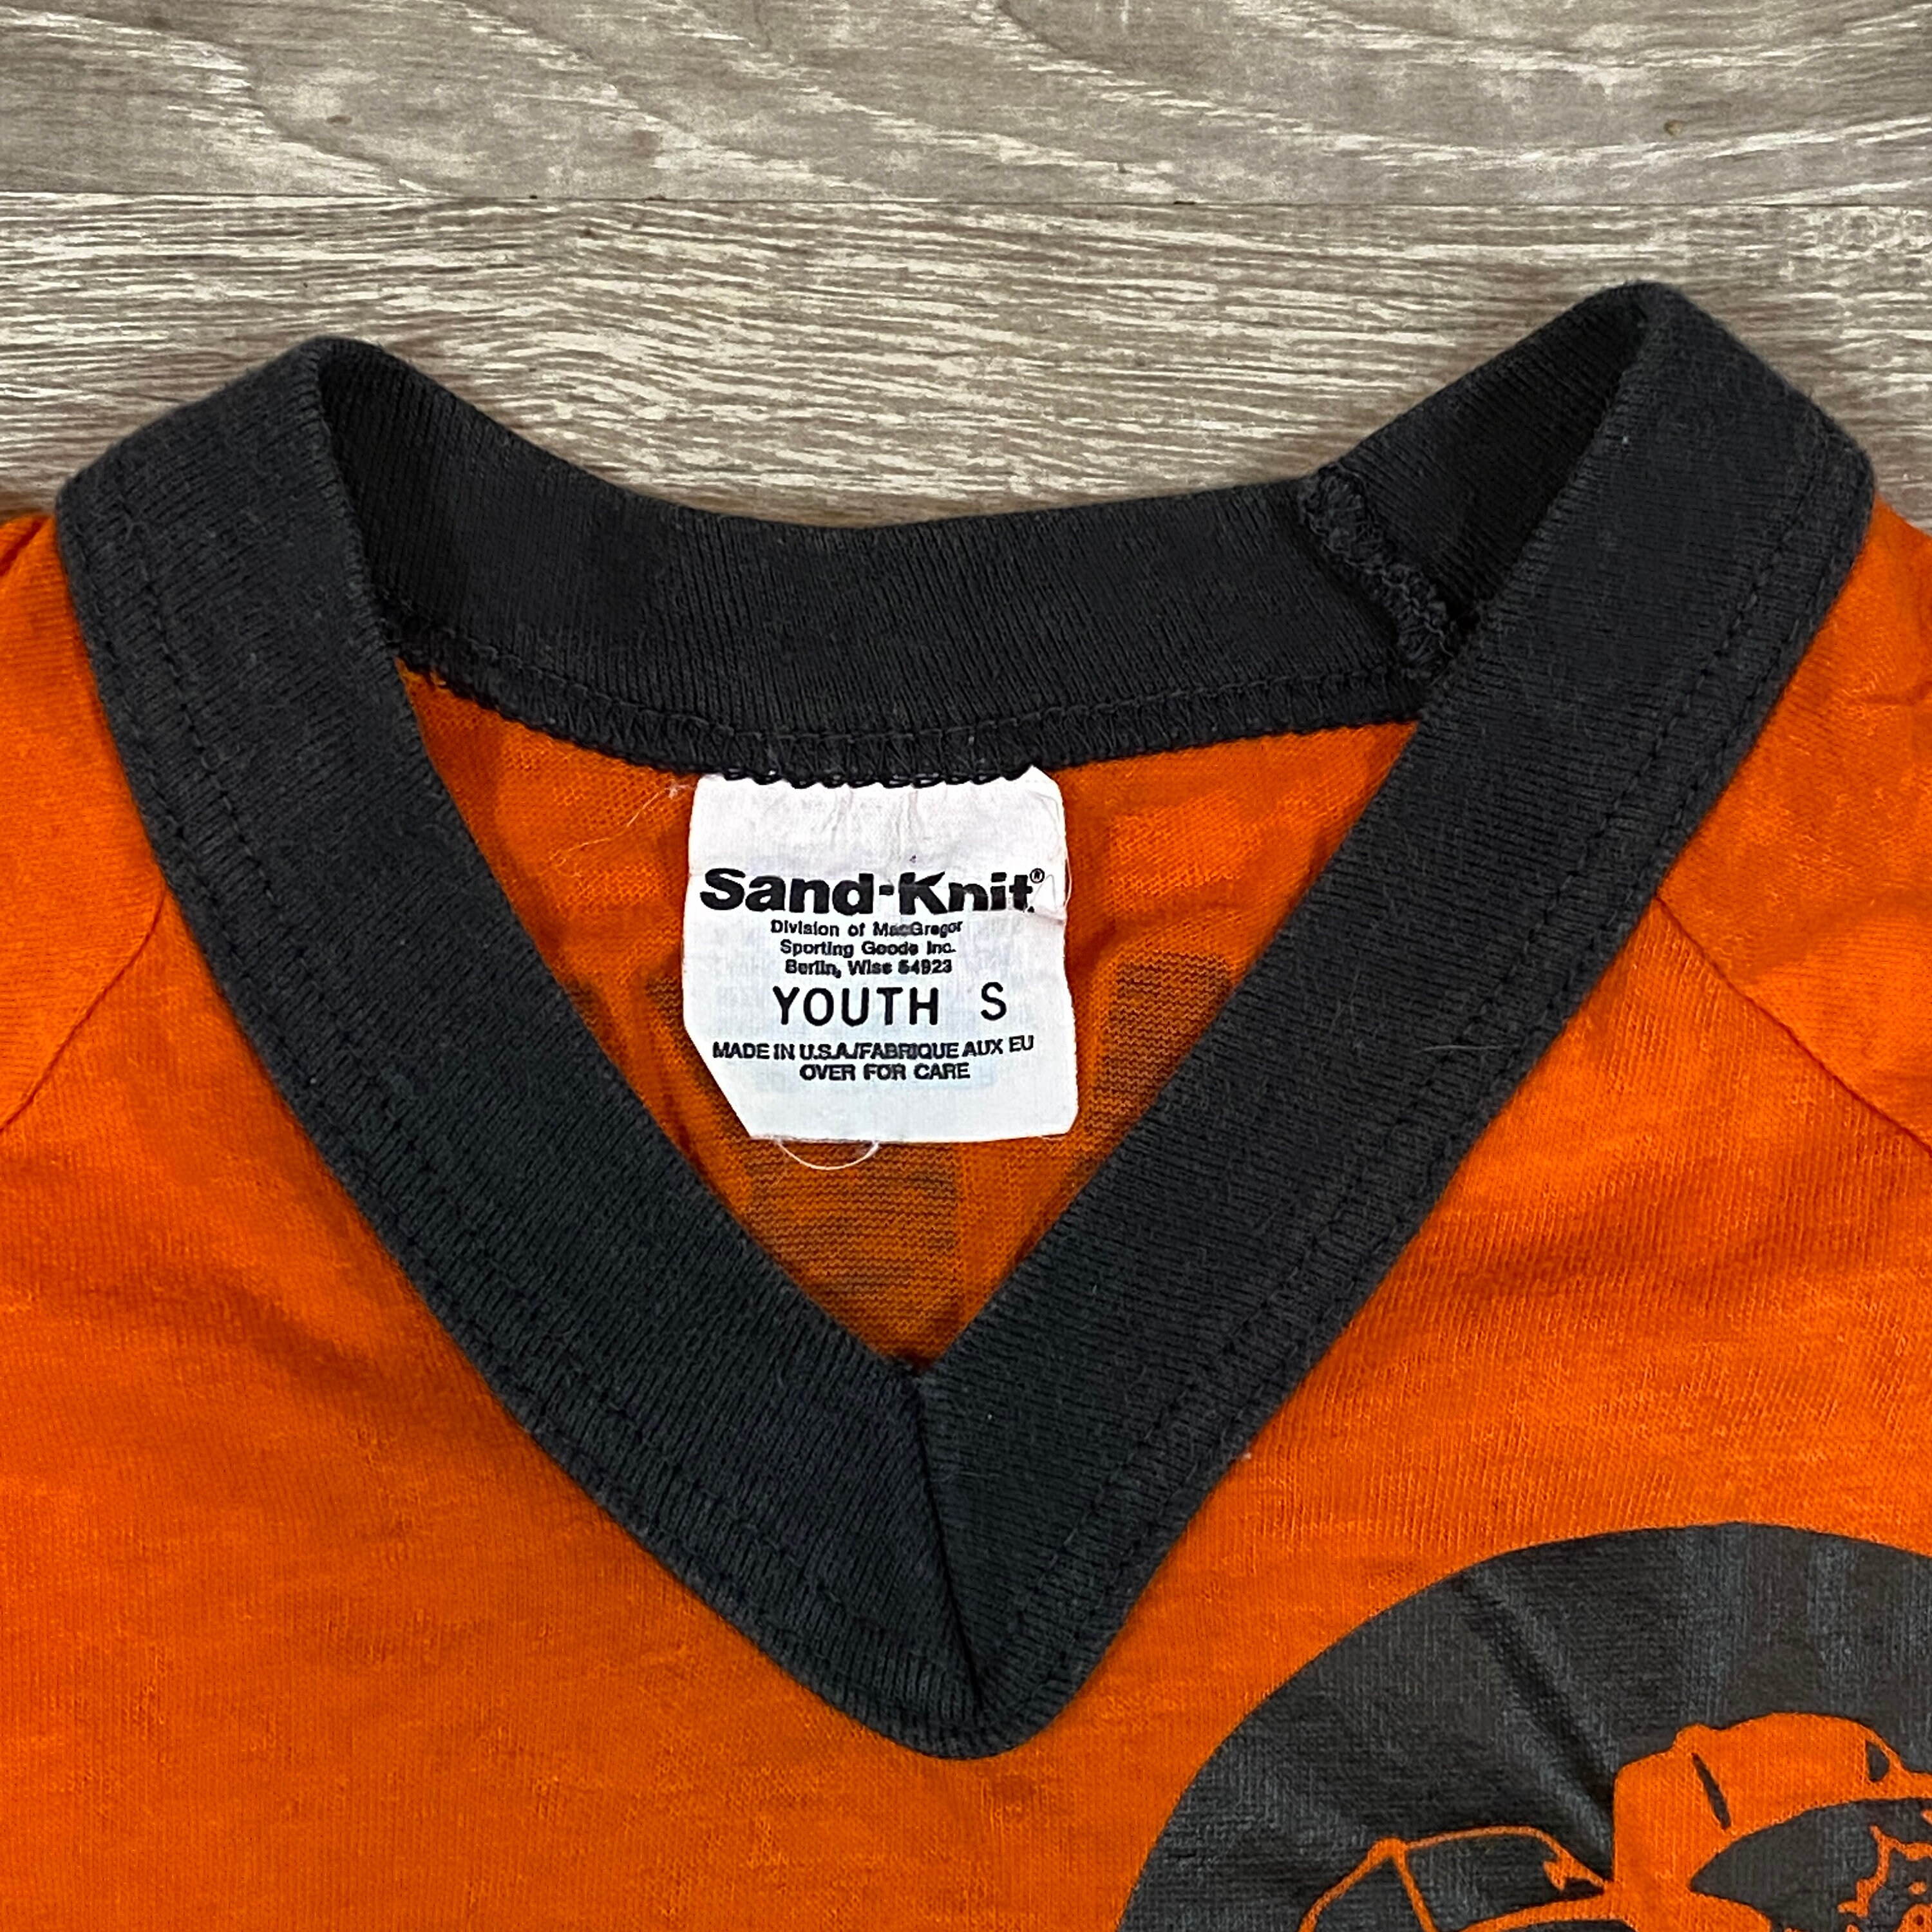 Sand-Knit®
Division of MacGregor
Sporting Goods Inc.
Berlin, Wisc 54923
YOUTH S
MADE IN U.S.A./FABRIQUE AUX EU
OVER FOR CARE